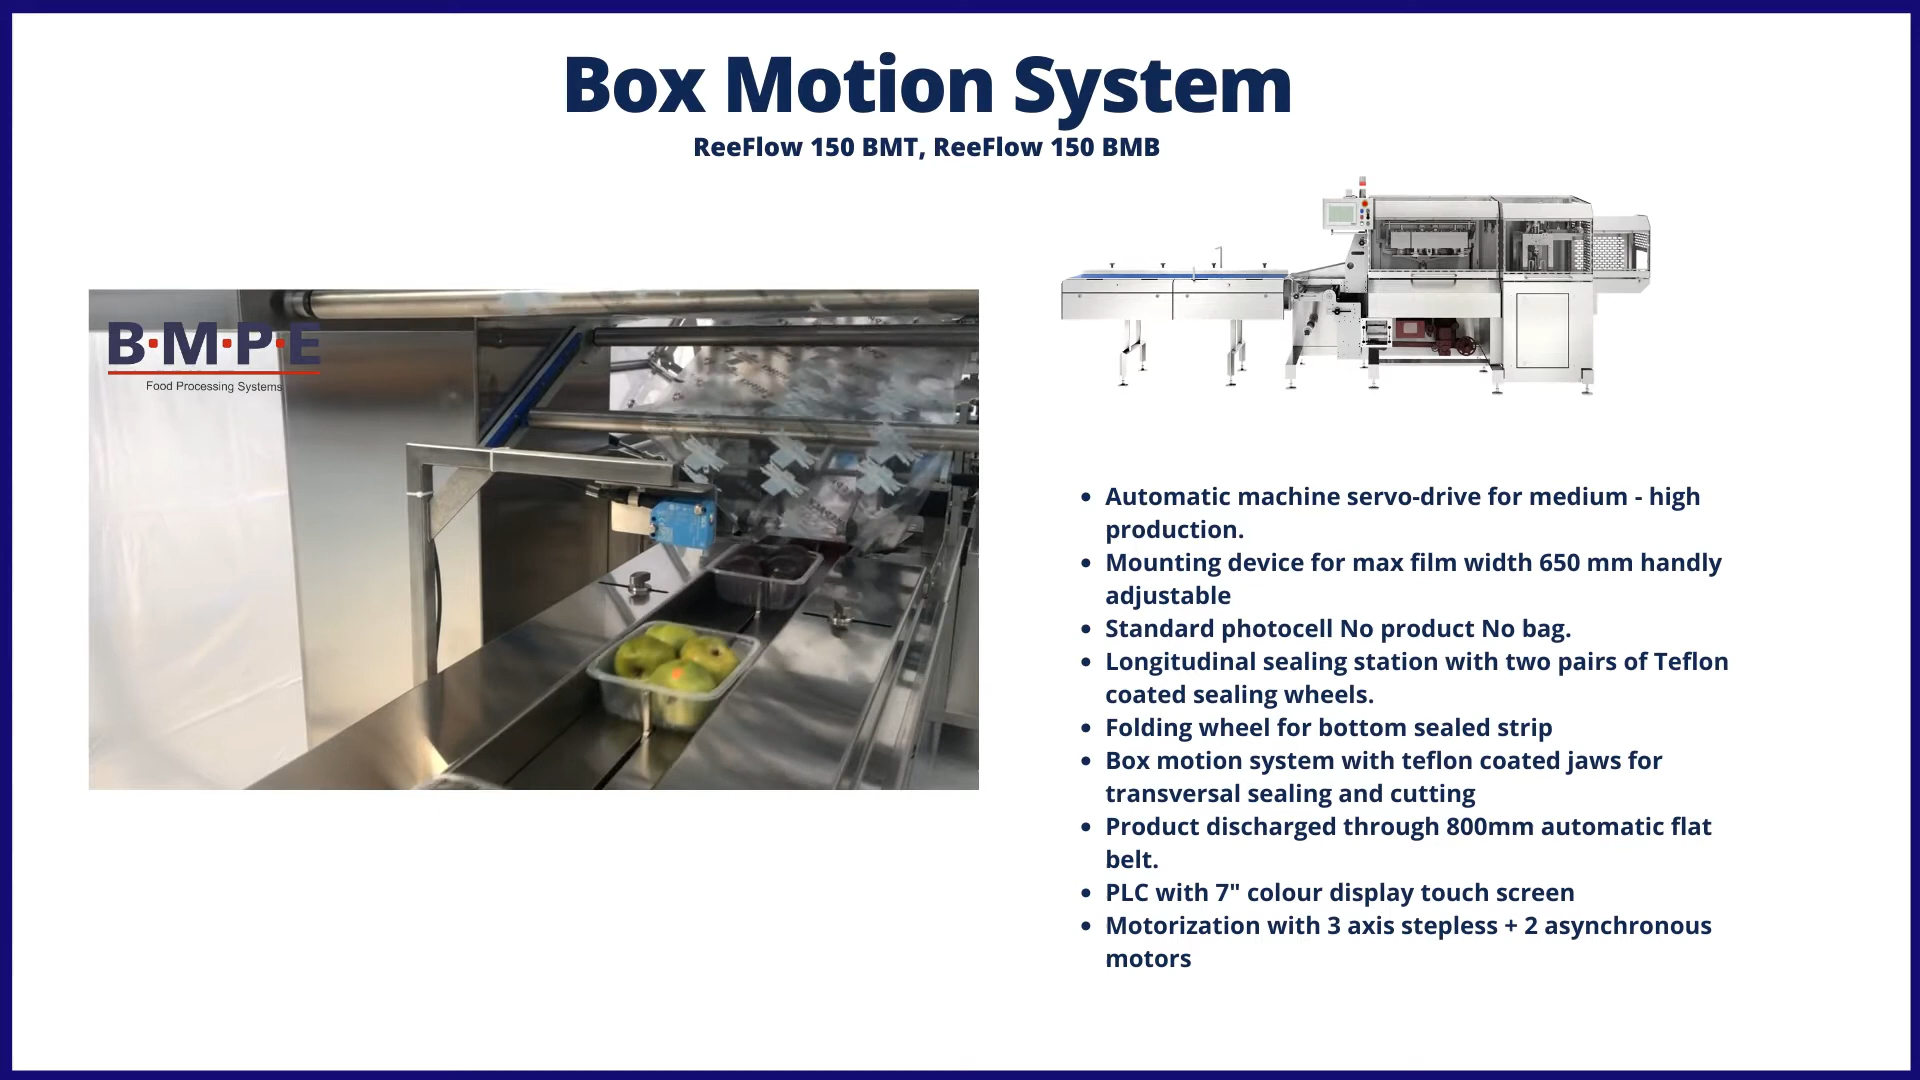 Box Motion System
ReeFlow 150 BMT, ReeFlow 150 BMB
B·M·P·E
Food Processing Systems
• Automatic machine servo-drive for medium - high
production.
• Mounting device for max film width 650 mm handly
adjustable
• Standard photocell No product No bag.
• Longitudinal sealing station with two pairs of Teflon
coated sealing wheels.
• Folding wheel for bottom sealed strip
• Box motion system with teflon coated jaws for
transversal sealing and cutting
• Product discharged through 800mm automatic flat
belt.
• PLC with 7" colour display touch screen
• Motorization with 3 axis stepless + 2 asynchronous
motors